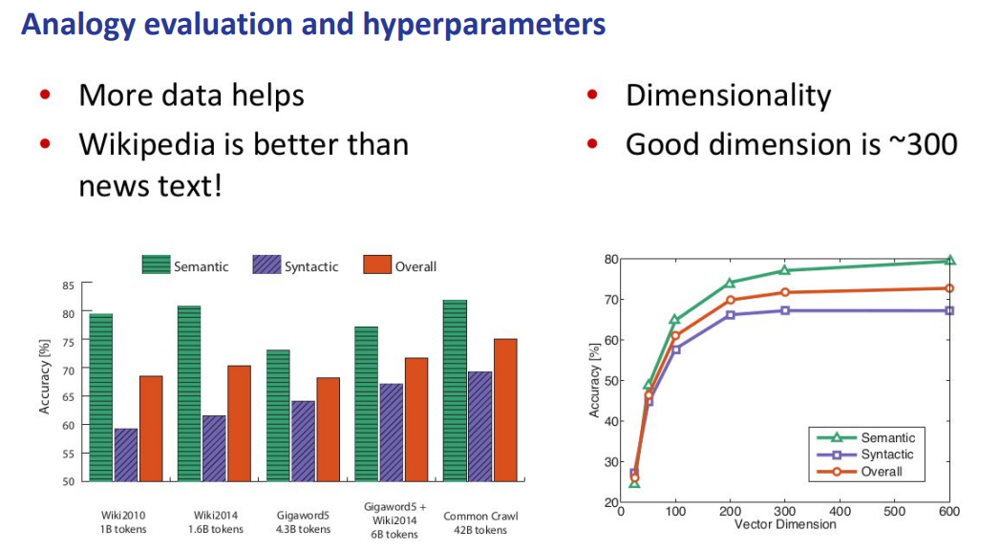 Analogy evaluation and hyperparameters
• More data helps
• Wikipedia is better than
news text!
• Dimensionality
• Good dimension is ~300
Semantic Syntactic Overall
85
80
75
70
65
60
55
50
Accuracy [%]
Wiki2010
1B tokens
Wiki2014
1.6B tokens
Gigaword5
4.3B tokens
Gigaword5 +
Wiki2014
6B tokens
Common Crawl
42B tokens
80
70
60
50
40
30
20
Accuracy [%]
0 100 200 300 400 500 600
Vector Dimension
Semantic
Syntactic
Overall